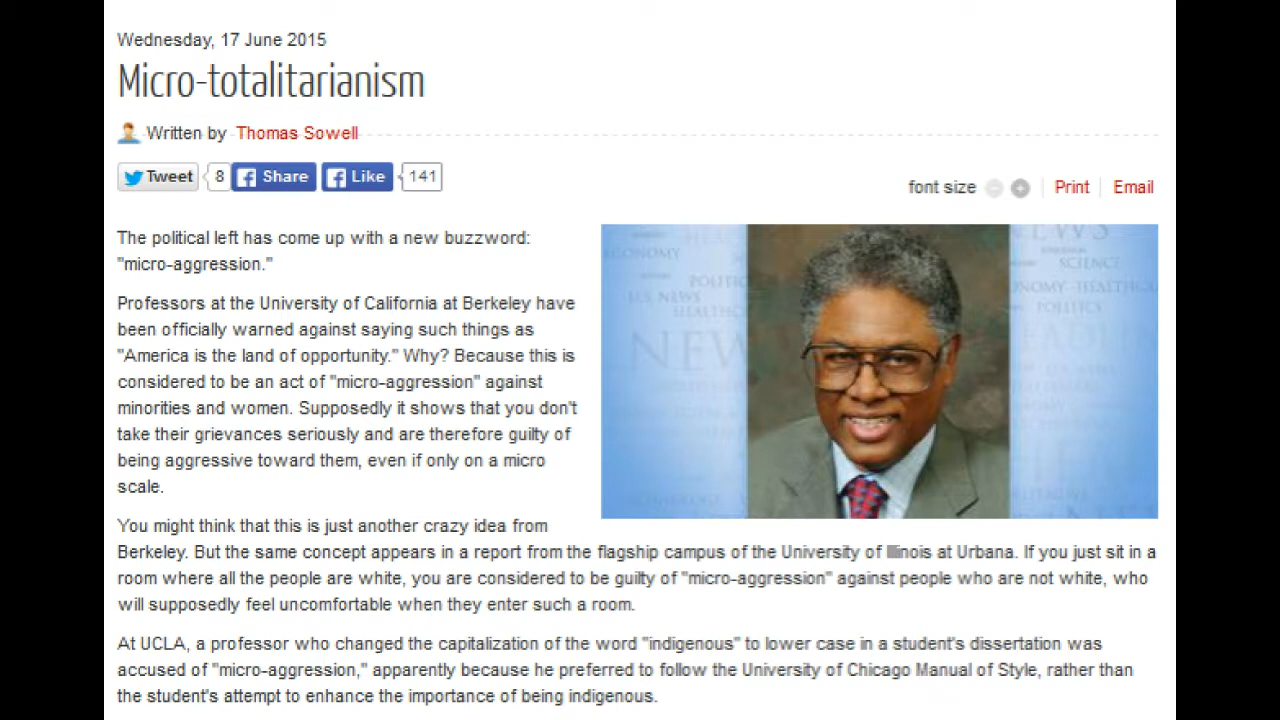 Wednesday, 17 June 2015
Micro-totalitarianism
Written by Thomas Sowell
Tweet 8 Share Like 141
font size Print Email
The political left has come up with a new buzzword:
"micro-aggression."
Professors at the University of California at Berkeley have
been officially warned against saying such things as
"America is the land of opportunity." Why? Because this is
considered to be an act of "micro-aggression" against
minorities and women. Supposedly it shows that you don't
take their grievances seriously and are therefore guilty of
being aggressive toward them, even if only on a micro
scale.
ECONOMY
POLITIC
U.S. NEWS
HEALTHC
NEW
NEWS
SCIENCE
NOMY HEALTHC
POLITICS
You might think that this is just another crazy idea from
Berkeley. But the same concept appears in a report from the flagship campus of the University of Illinois at Urbana. If you just sit in a
room where all the people are white, you are considered to be guilty of "micro-aggression" against people who are not white, who
will supposedly feel uncomfortable when they enter such a room.
At UCLA, a professor who changed the capitalization of the word "indigenous" to lower case in a student's dissertation was
accused of "micro-aggression," apparently because he preferred to follow the University of Chicago Manual of Style, rather than
the student's attempt to enhance the importance of being indigenous.